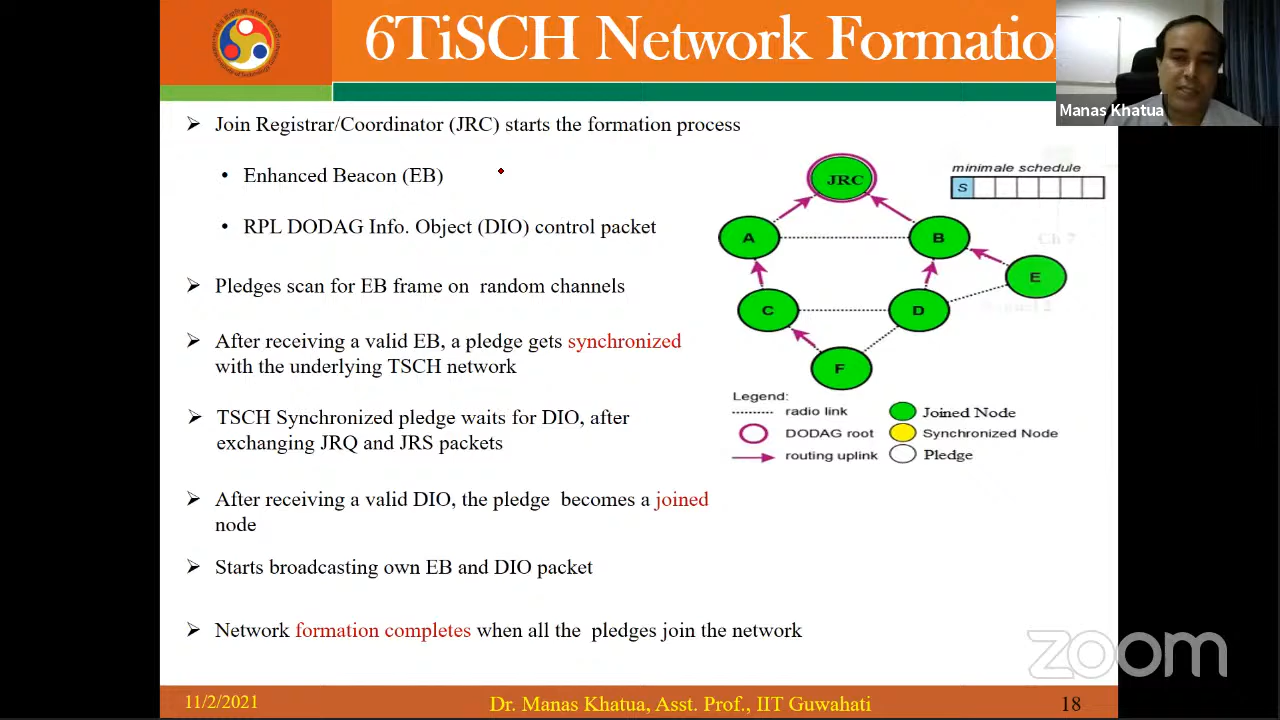 6TiSCH Network Formation
Manas Khatua
➢ Join Registrar/Coordinator (JRC) starts the formation process
• Enhanced Beacon (EB)
• RPL DODAG Info. Object (DIO) control packet
➢ Pledges scan for EB frame on random channels
➢ After receiving a valid EB, a pledge gets synchronized
with the underlying TSCH network
➢ TSCH Synchronized pledge waits for DIO, after
exchanging JRQ and JRS packets
➢ After receiving a valid DIO, the pledge becomes a joined
node
➢ Starts broadcasting own EB and DIO packet
➢ Network formation completes when all the pledges join the network
minimale schedule
S
JRC
A
B
E
C
D
F
Legend:
radio link
Joined Node
DODAG root
Synchronized Node
routing uplink
Pledge
zoom
11/2/2021
Dr. Manas Khatua, Asst. Prof., IIT Guwahati
18